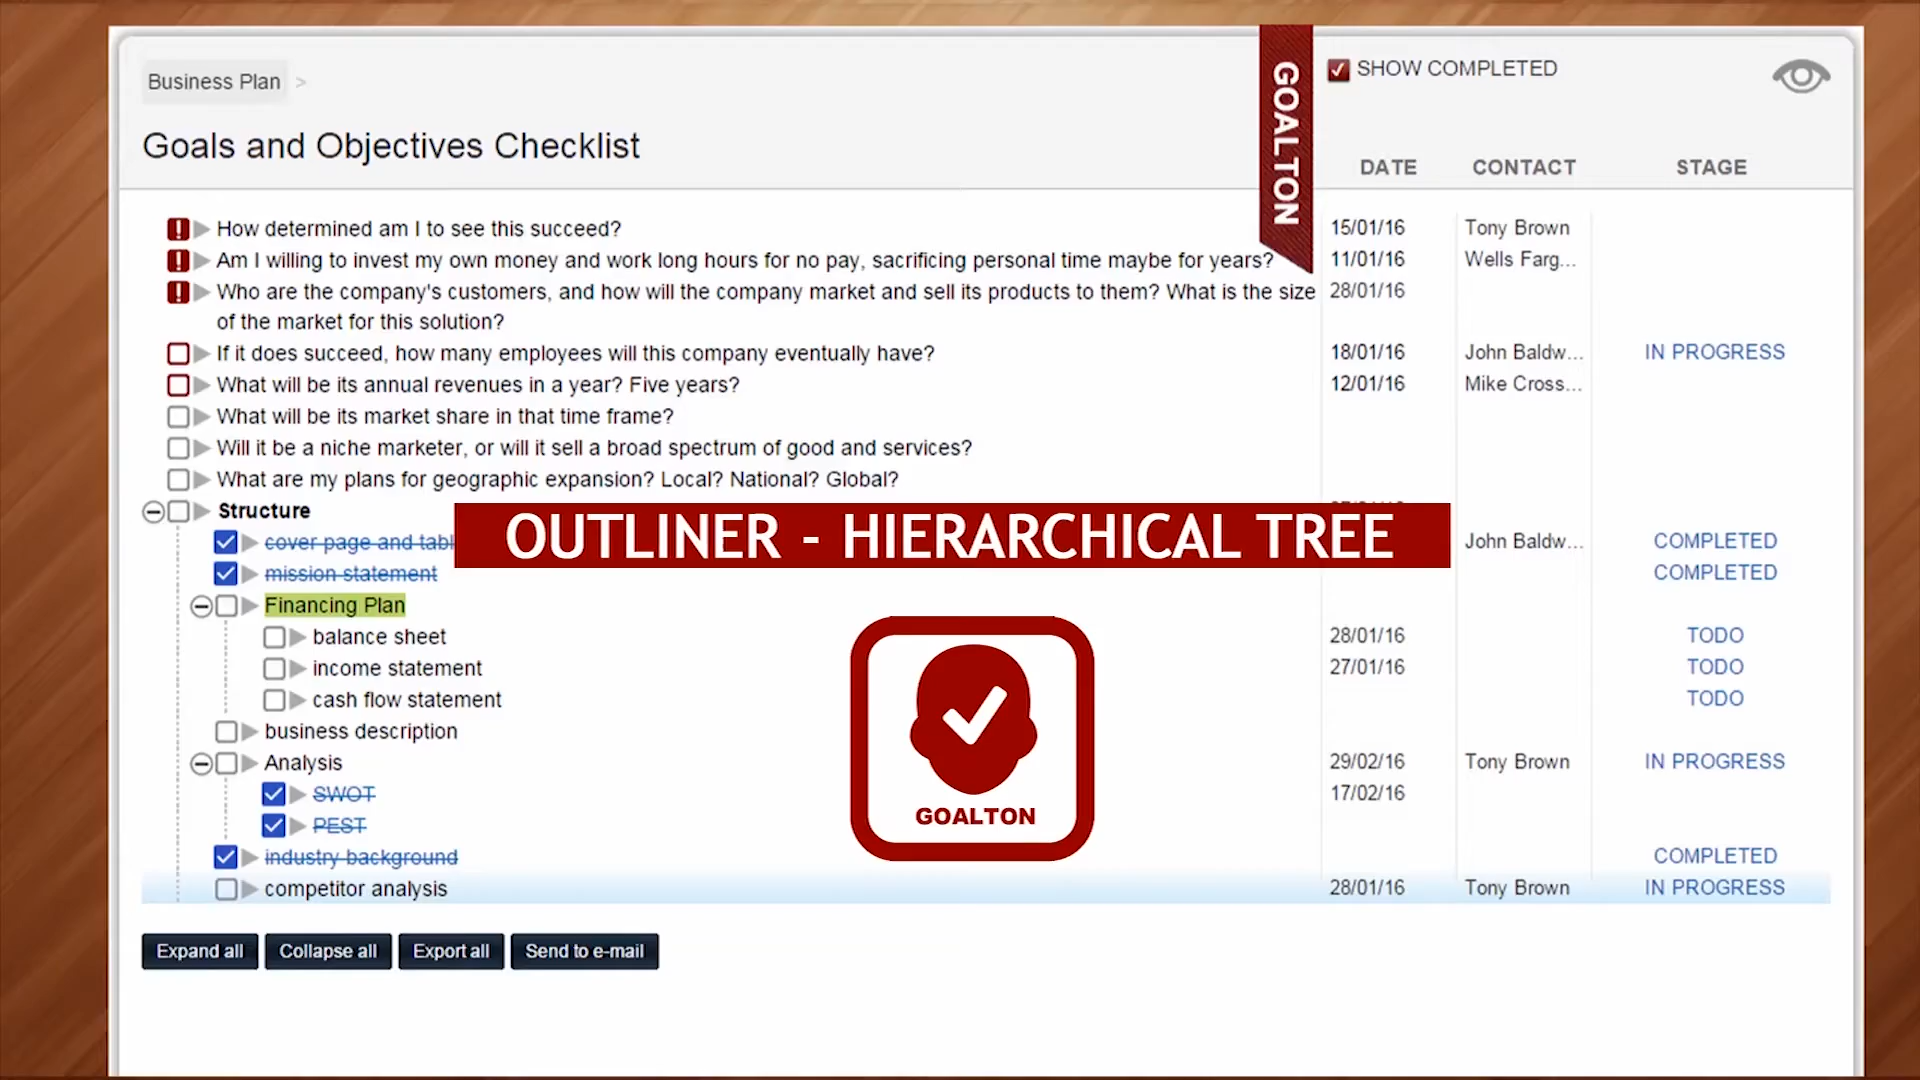 Business Plan >
SHOW COMPLETED
GOALTON
Goals and Objectives Checklist
DATE CONTACT STAGE
How determined am I to see this succeed? 15/01/16 Tony Brown
Am I willing to invest my own money and work long hours for no pay, sacrificing personal time maybe for years? 11/01/16 Wells Farg...
Who are the company's customers, and how will the company market and sell its products to them? What is the size 28/01/16
of the market for this solution?
If it does succeed, how many employees will this company eventually have? 18/01/16 John Baldw... IN PROGRESS
What will be its annual revenues in a year? Five years? 12/01/16 Mike Cross...
What will be its market share in that time frame?
Will it be a niche marketer, or will it sell a broad spectrum of good and services?
What are my plans for geographic expansion? Local? National? Global?
Structure
OUTLINER - HIERARCHICAL TREE
cover page and John Baldw... COMPLETED
mission statement COMPLETED
Financing Plan
balance sheet 28/01/16 TODO
income statement 27/01/16 TODO
cash flow statement TODO
business description
Analysis 29/02/16 Tony Brown IN PROGRESS
SWOT 17/02/16
PEST
GOALTON
industry background COMPLETED
competitor analysis 28/01/16 Tony Brown IN PROGRESS
Expand all Collapse all Export all Send to e-mail